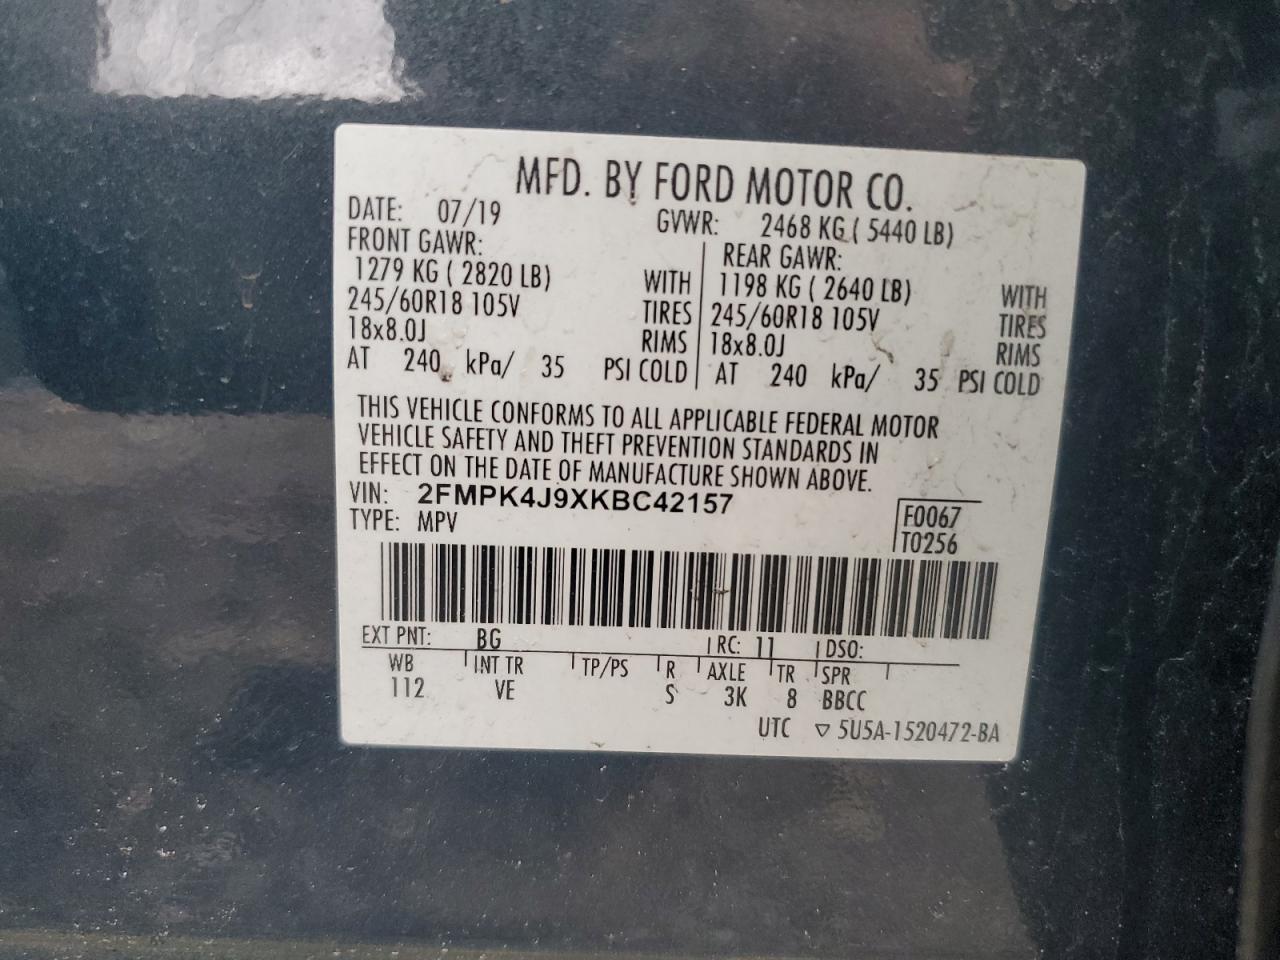 MFD. BY FORD MOTOR CO.
DATE: 07/19 GVWR: 2468 KG ( 5440 LB)
FRONT GAWR: REAR GAWR:
1279 KG ( 2820 LB) WITH 1198 KG ( 2640 LB) WITH
245/60R18 105V TIRES 245/60R18 105V TIRES
18x8.0J RIMS 18x8.0J RIMS
AT 240 kPa/ 35 PSI COLD AT 240 kPa/ 35 PSI COLD
THIS VEHICLE CONFORMS TO ALL APPLICABLE FEDERAL MOTOR
VEHICLE SAFETY AND THEFT PREVENTION STANDARDS IN
EFFECT ON THE DATE OF MANUFACTURE SHOWN ABOVE.
VIN: 2FMPK4J9XKBC42157
TYPE: MPV
F0067
T0256
EXT PNT: BG RC: 11 DSO:
WB INT TR TP/PS R AXLE TR SPR
112 VE S 3K 8 BBCC
UTC ▽ 5U5A-1520472-BA